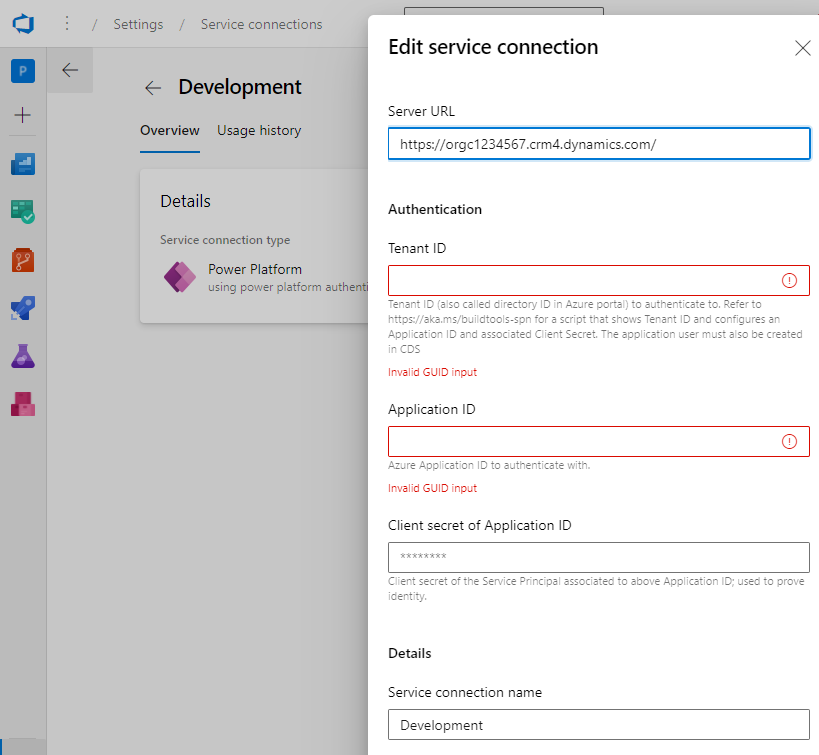 Settings / Service connections
P
Development
Overview Usage history
Details
Service connection type
Power Platform
using power platform authenti
Edit service connection
Server URL
https://orgc1234567.crm4.dynamics.com/
Authentication
Tenant ID
Tenant ID (also called directory ID in Azure portal) to authenticate to. Refer to
https://aka.ms/buildtools-spn for a script that shows Tenant ID and configures an
Application ID and associated Client Secret. The application user must also be created
in CDS
Invalid GUID input
Application ID
Azure Application ID to authenticate with.
Invalid GUID input
Client secret of Application ID
********
Client secret of the Service Principal associated to above Application ID; used to prove
identity.
Details
Service connection name
Development